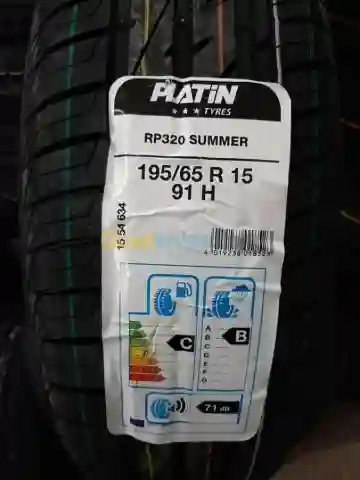 PLATIN
★★★ TYRES
RP320 SUMMER
195/65 R 15
91 H
15 54 634
A
B
C
D
E
F
G
C
B
71 dB